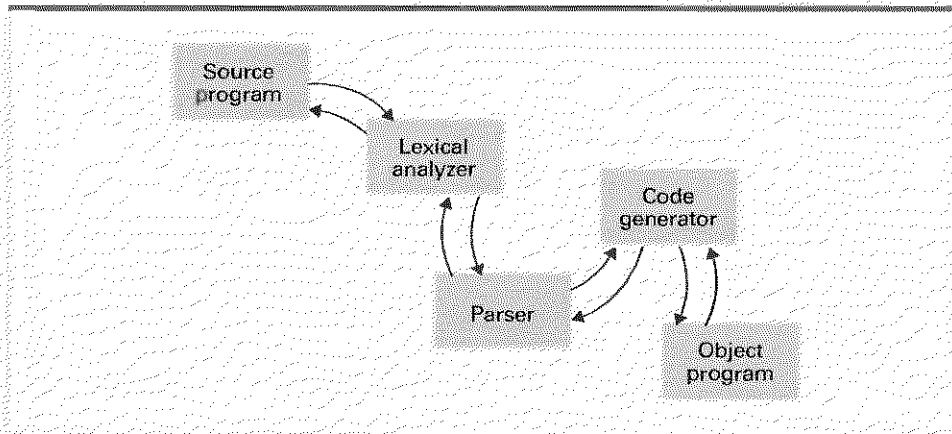 Source
program
Lexical
analyzer
Code
generator
Parser
Object
program